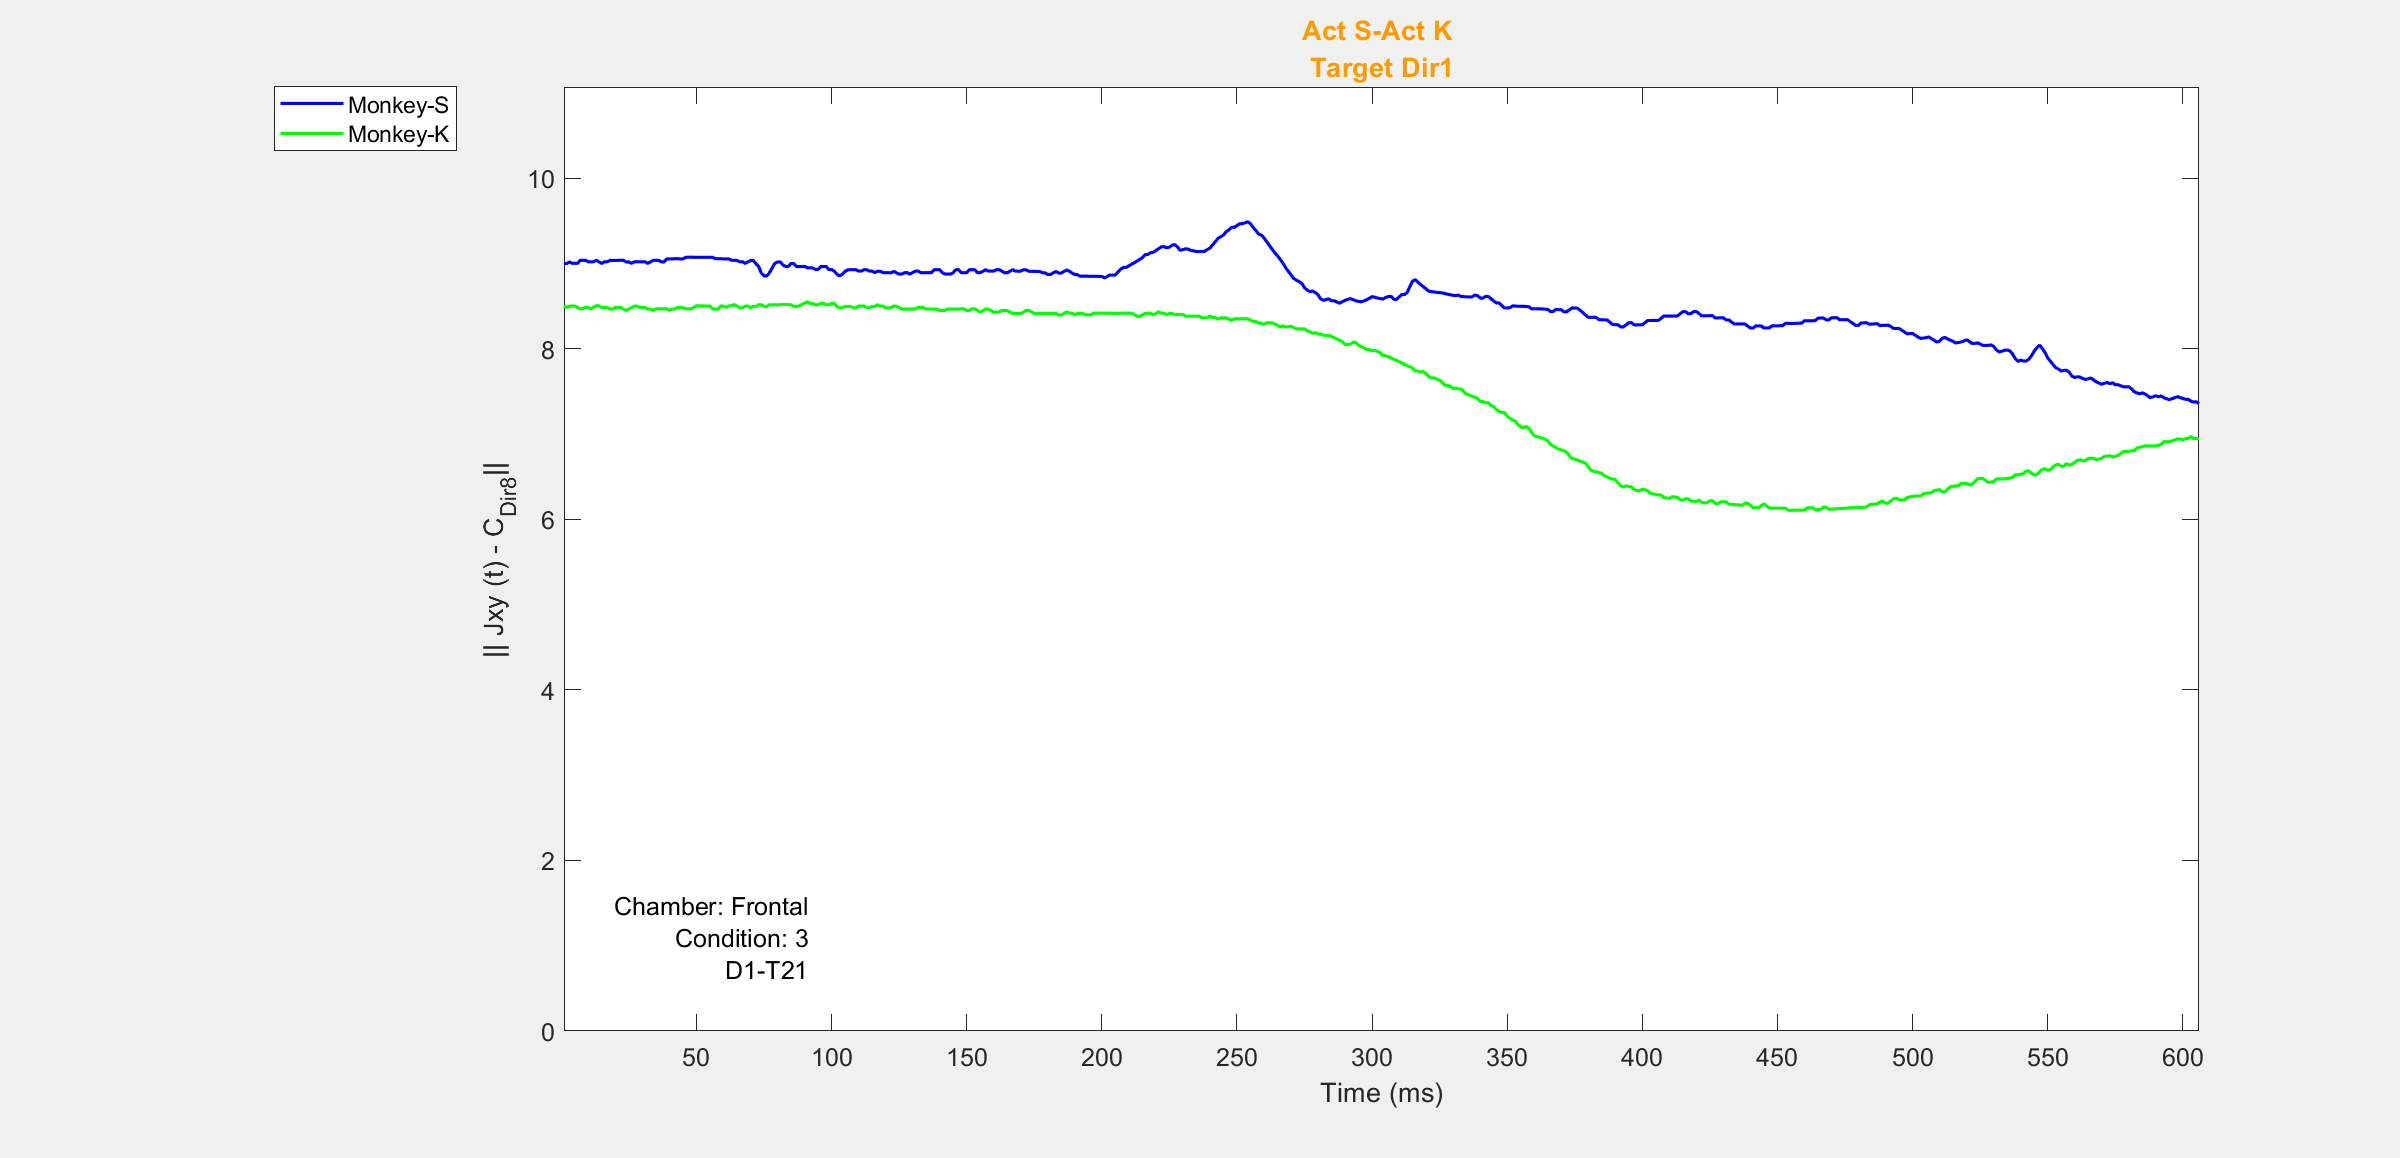 Act S-Act K
Target Dir1
Monkey-S
Monkey-K
10
8
6
4
2
0
|| Jxy (t) - C_Dir8||
Chamber: Frontal
Condition: 3
D1-T21
50 100 150 200 250 300 350 400 450 500 550 600
Time (ms)